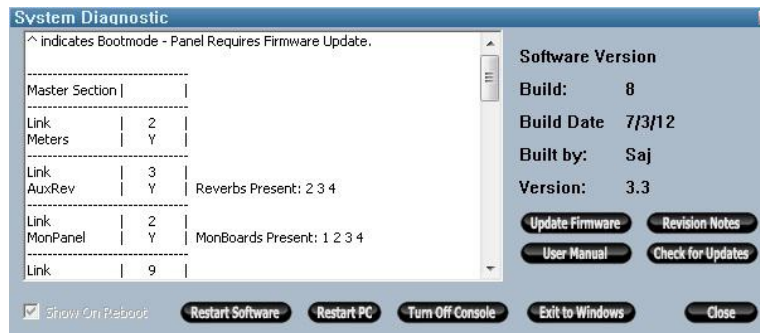 System Diagnostic
^ indicates Bootmode - Panel Requires Firmware Update.
--------------------------------
Master Section | |
--------------------------------
Link | 2 |
Meters | Y |
--------------------------------
Link | 3 |
AuxRev | Y | Reverbs Present: 2 3 4
--------------------------------
Link | 2 |
MonPanel | Y | MonBoards Present: 1 2 3 4
--------------------------------
Link | 9 |
Software Version
Build: 8
Build Date 7/3/12
Built by: Saj
Version: 3.3
Update Firmware Revision Notes
User Manual Check for Updates
Show On Reboot Restart Software Restart PC Turn Off Console Exit to Windows Close